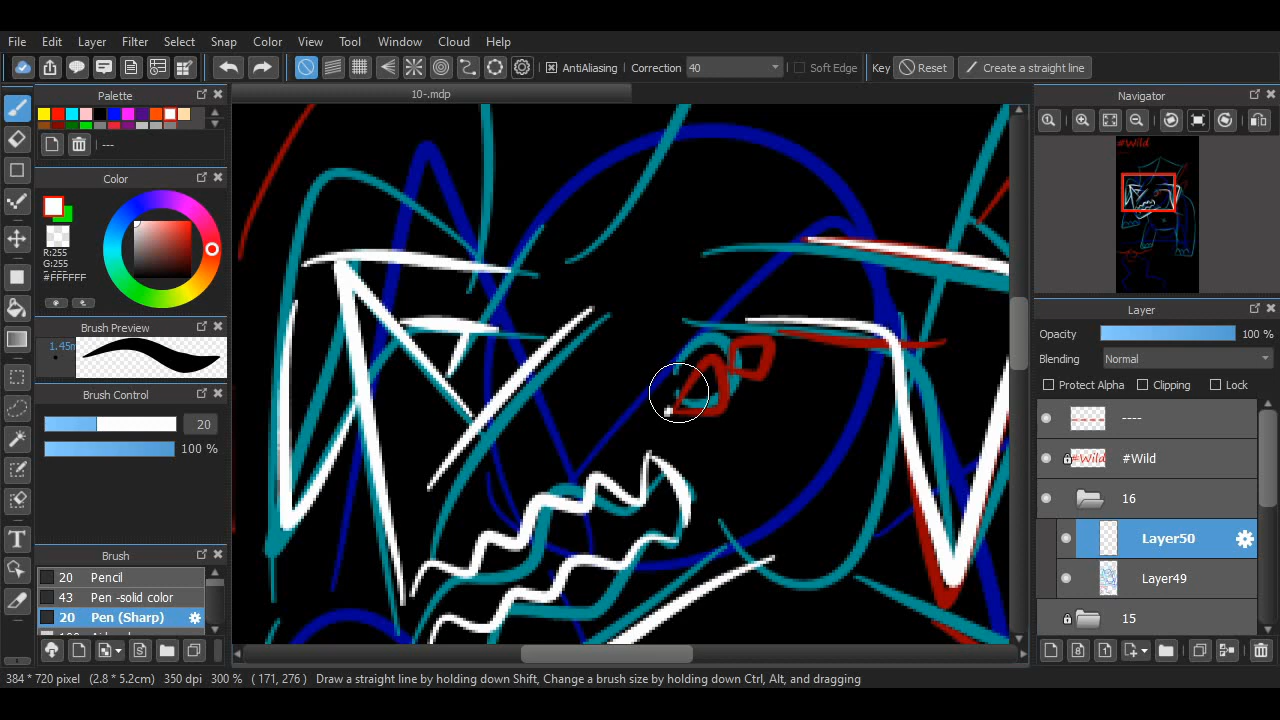 File Edit Layer Filter Select Snap Color View Tool Window Cloud Help
AntiAliasing Correction 40 Soft Edge Key Reset Create a straight line
Palette
10-.mdp
Navigator
---
#Wild
Color
R:255
G:255
#FFFFFF
Brush Preview
Layer
Opacity 100 %
Blending Normal
Protect Alpha Clipping Lock
Brush Control
20
100 %
----
#Wild #Wild
16
Layer50
Layer49
15
Brush
20 Pencil
43 Pen -solid color
20 Pen (Sharp)
T
384 * 720 pixel (2.8 * 5.2cm) 350 dpi 300 % ( 171, 276 ) Draw a straight line by holding down Shift, Change a brush size by holding down Ctrl, Alt, and dragging